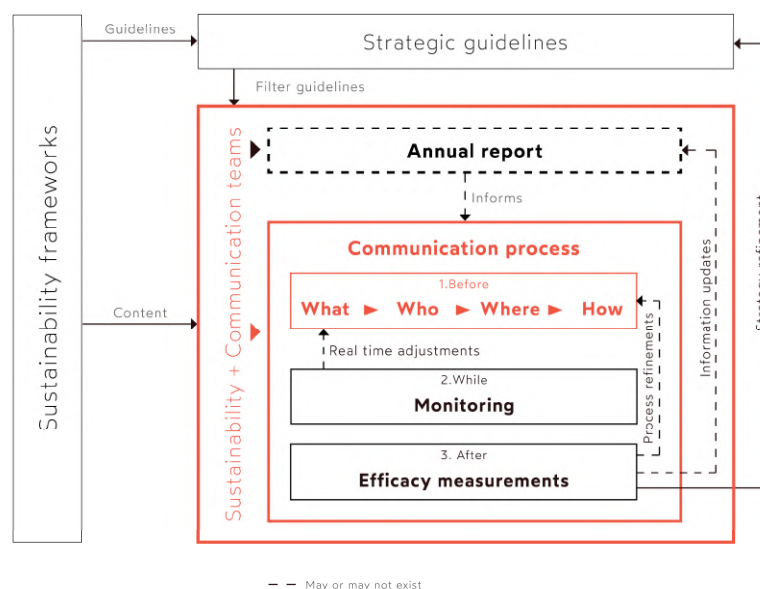 Guidelines
Strategic guidelines
Filter guidelines
Sustainability frameworks
Content
Sustainability + Communication teams
Annual report
Informs
Communication process
1.Before
What ► Who ► Where ► How
Real time adjustments
2.While
Monitoring
3. After
Efficacy measurements
Process refinements
Information updates
May or may not exist